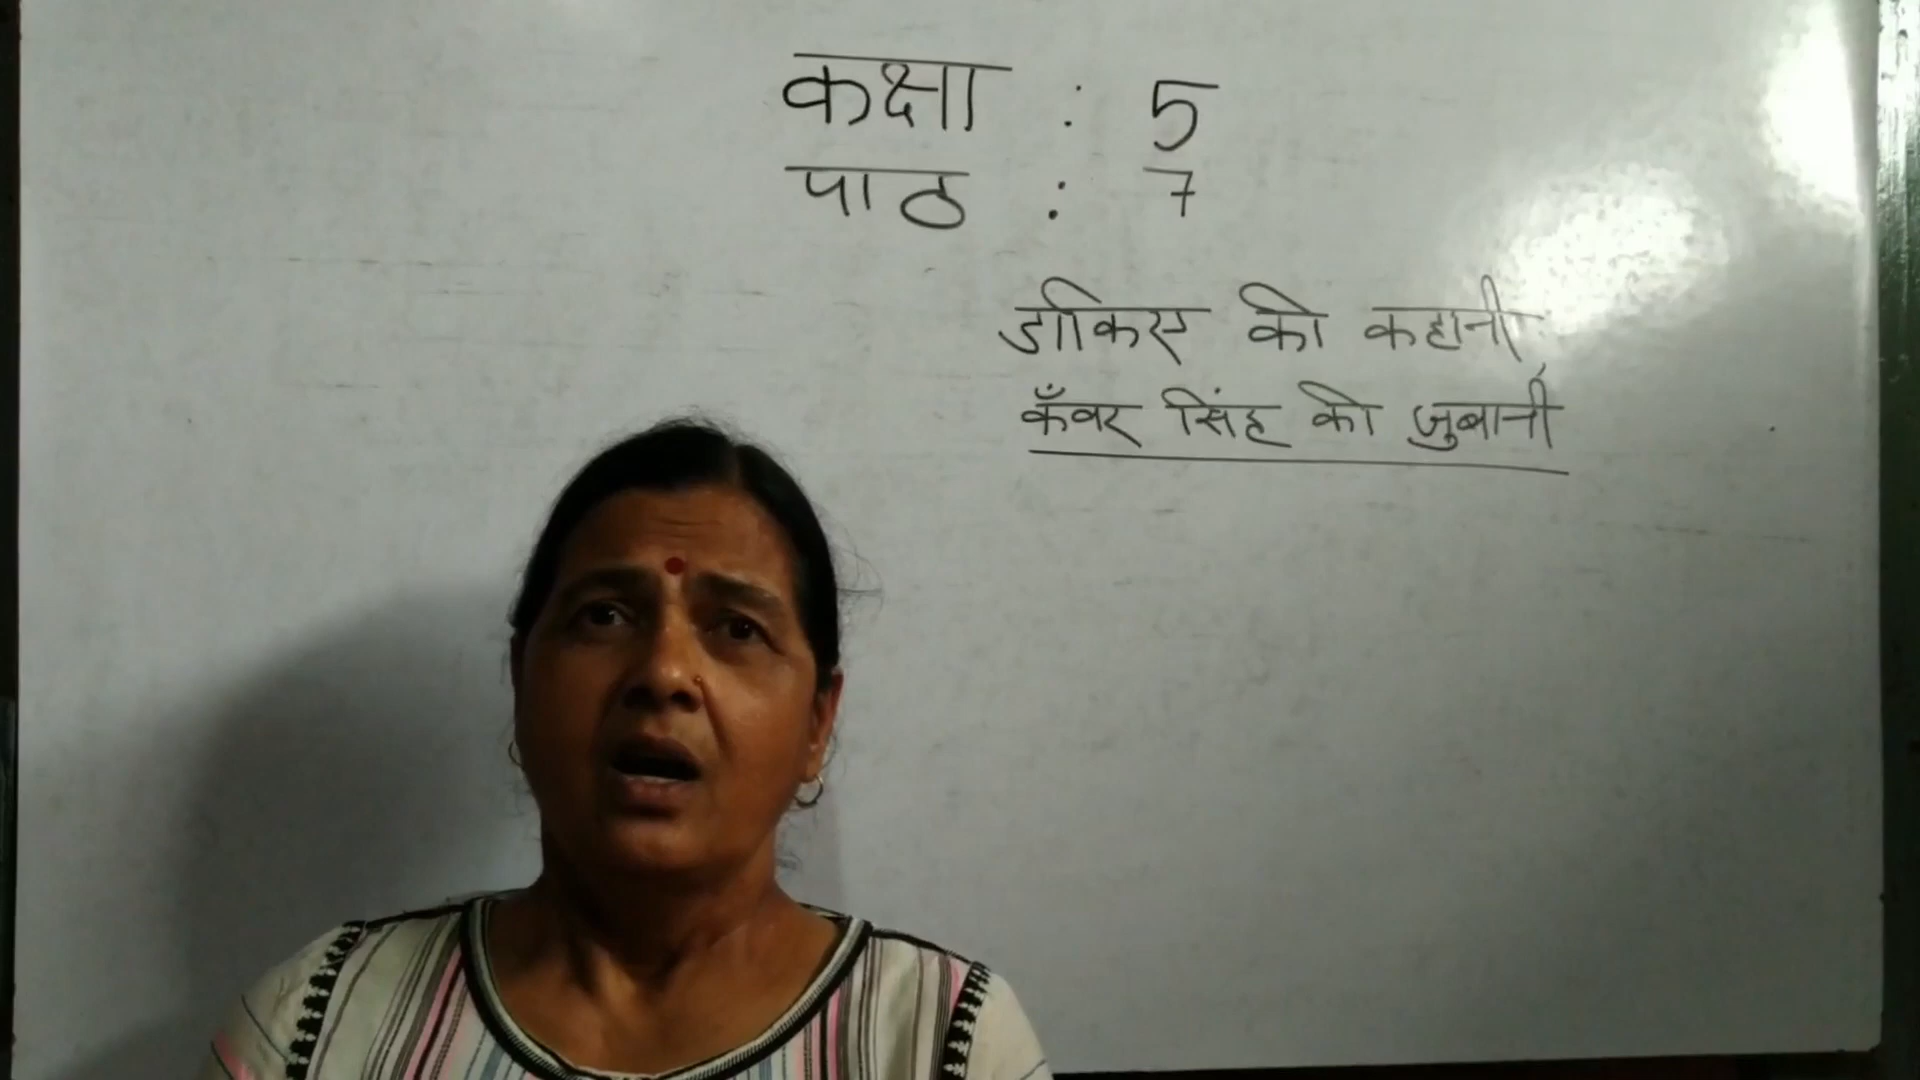 कक्षा : 5
पाठ : 7
डाकिए की कहानी,
कँवर सिंह की जुबानी